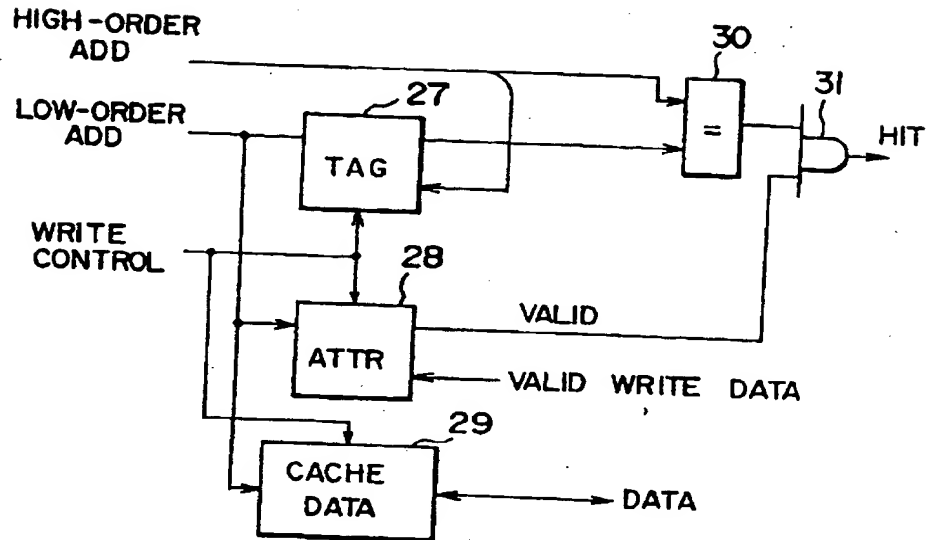 HIGH-ORDER
ADD
30
27
31
LOW-ORDER
ADD
TAG
=
HIT
WRITE
CONTROL
28
VALID
ATTR
VALID WRITE DATA
29
CACHE
DATA
DATA